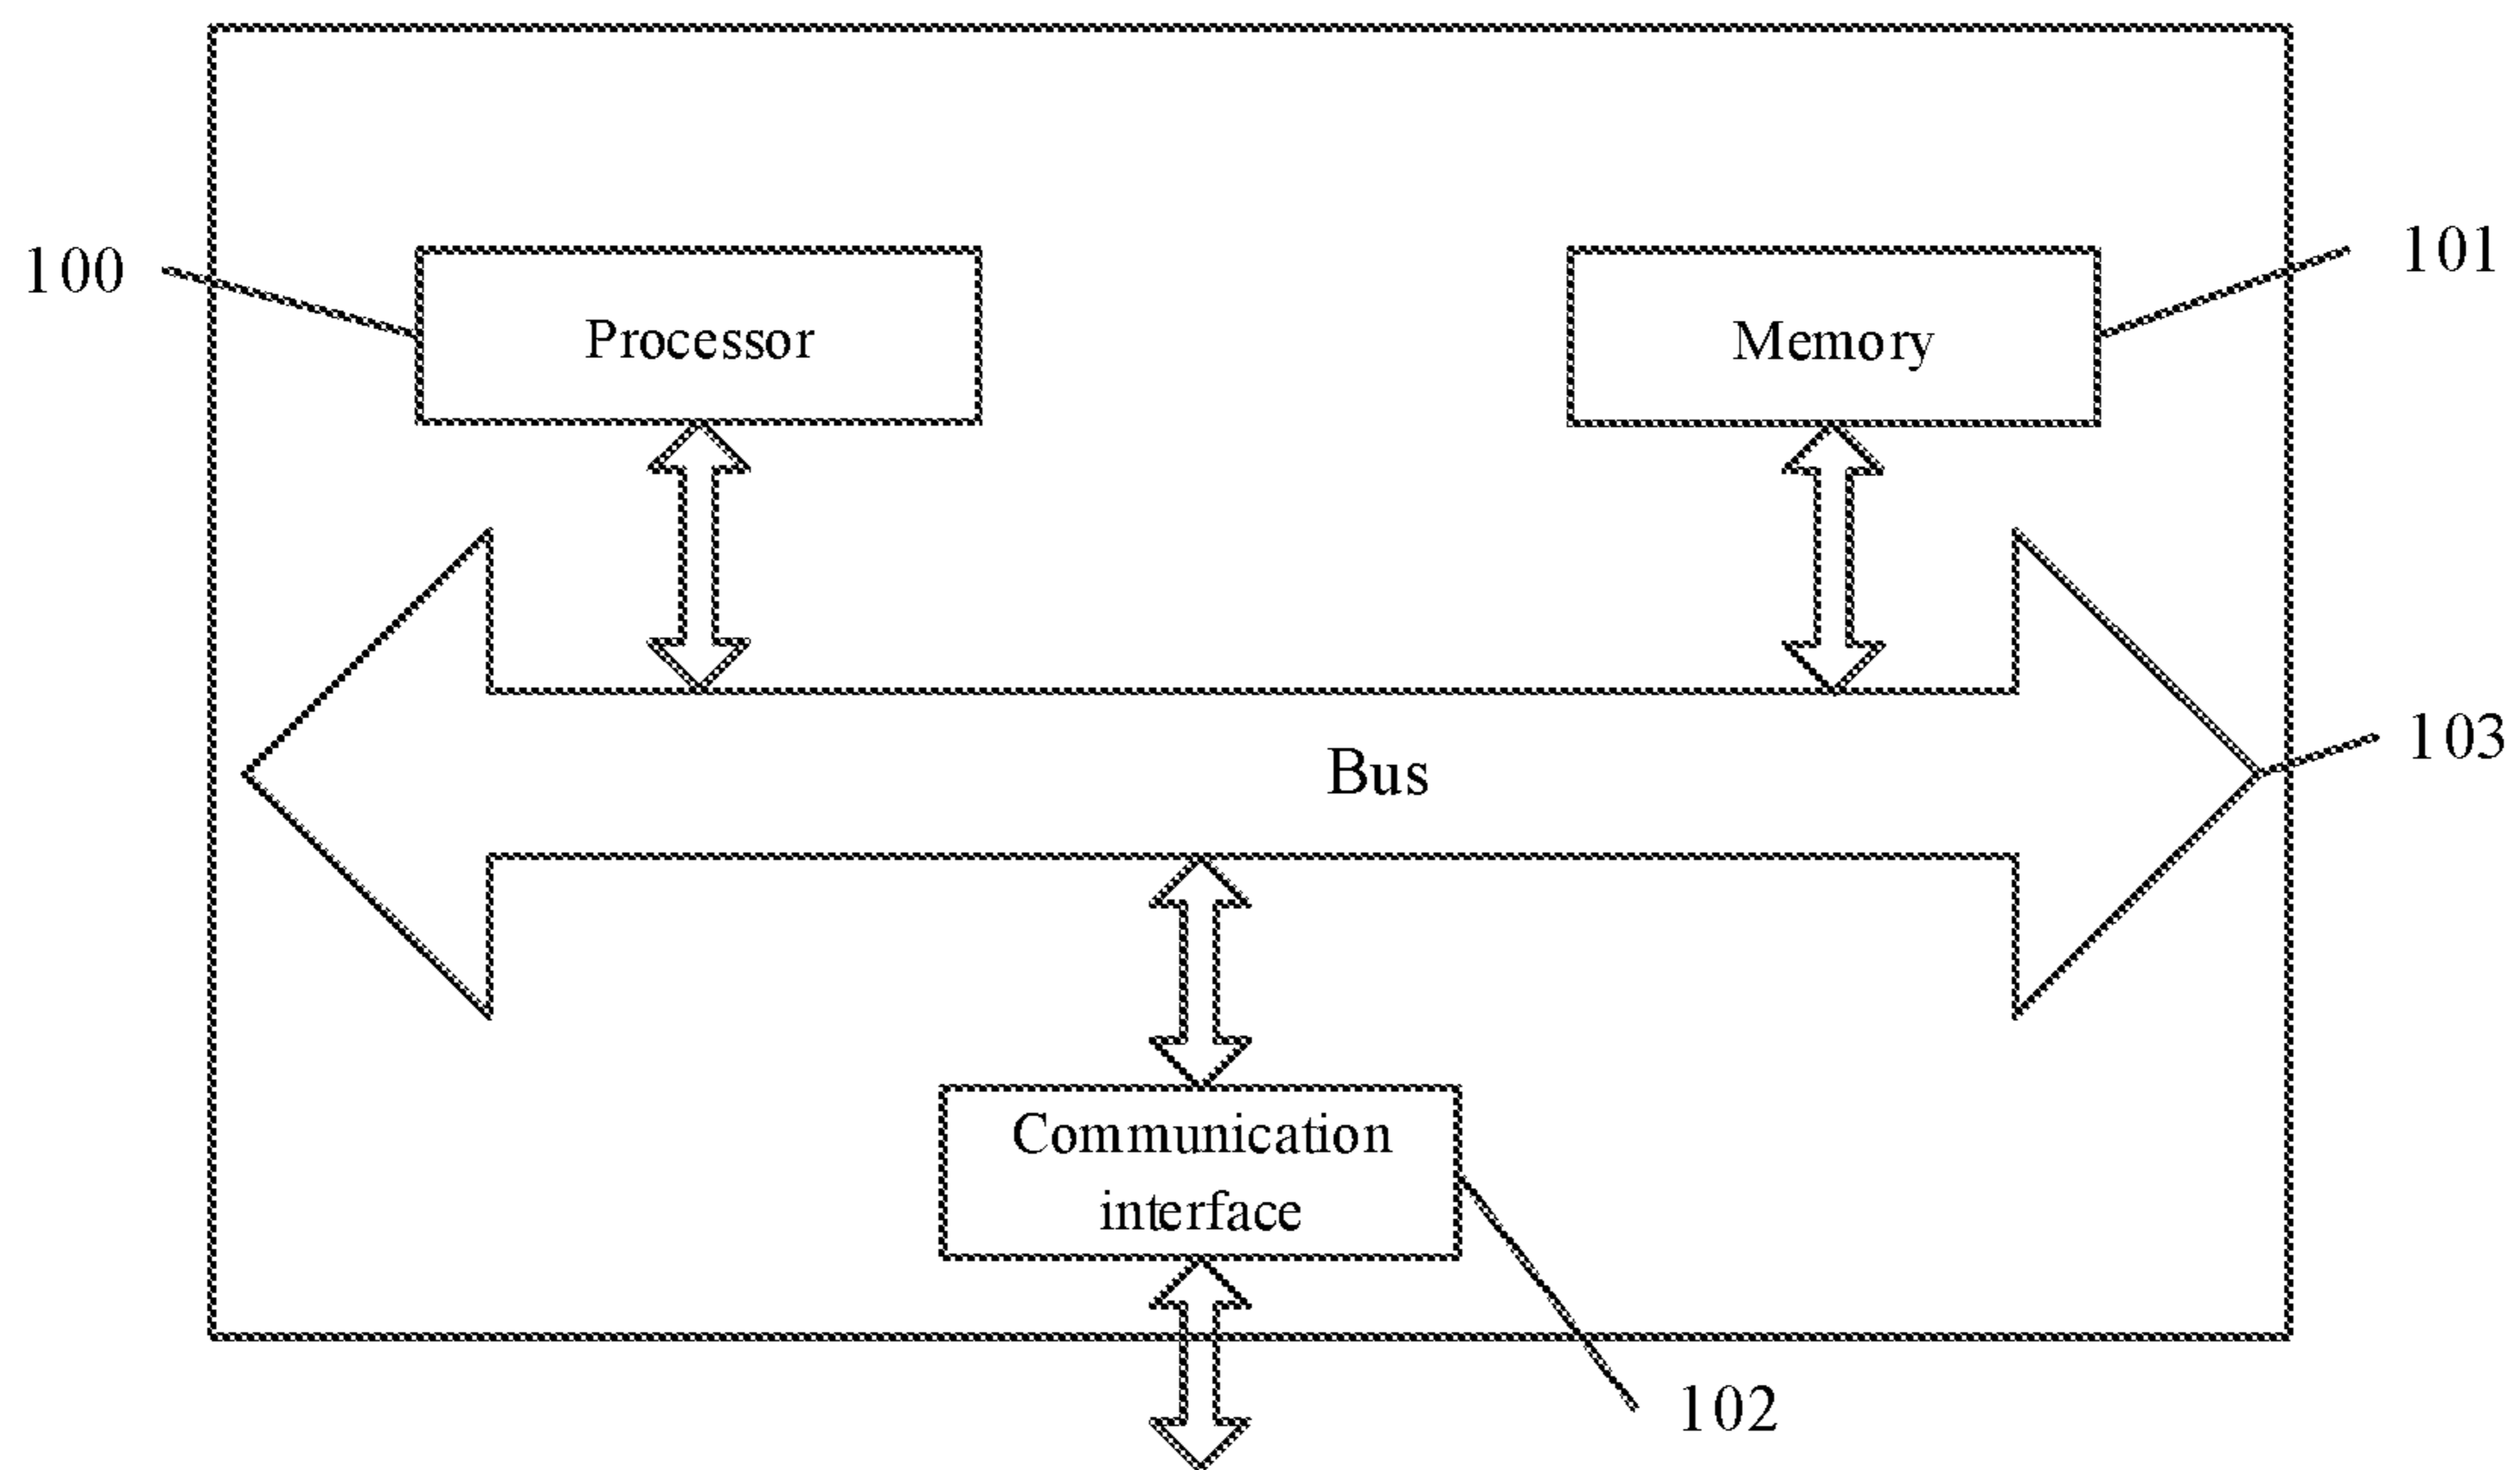 100
101
Processor
Memory
103
Bus
Communication
interface
102